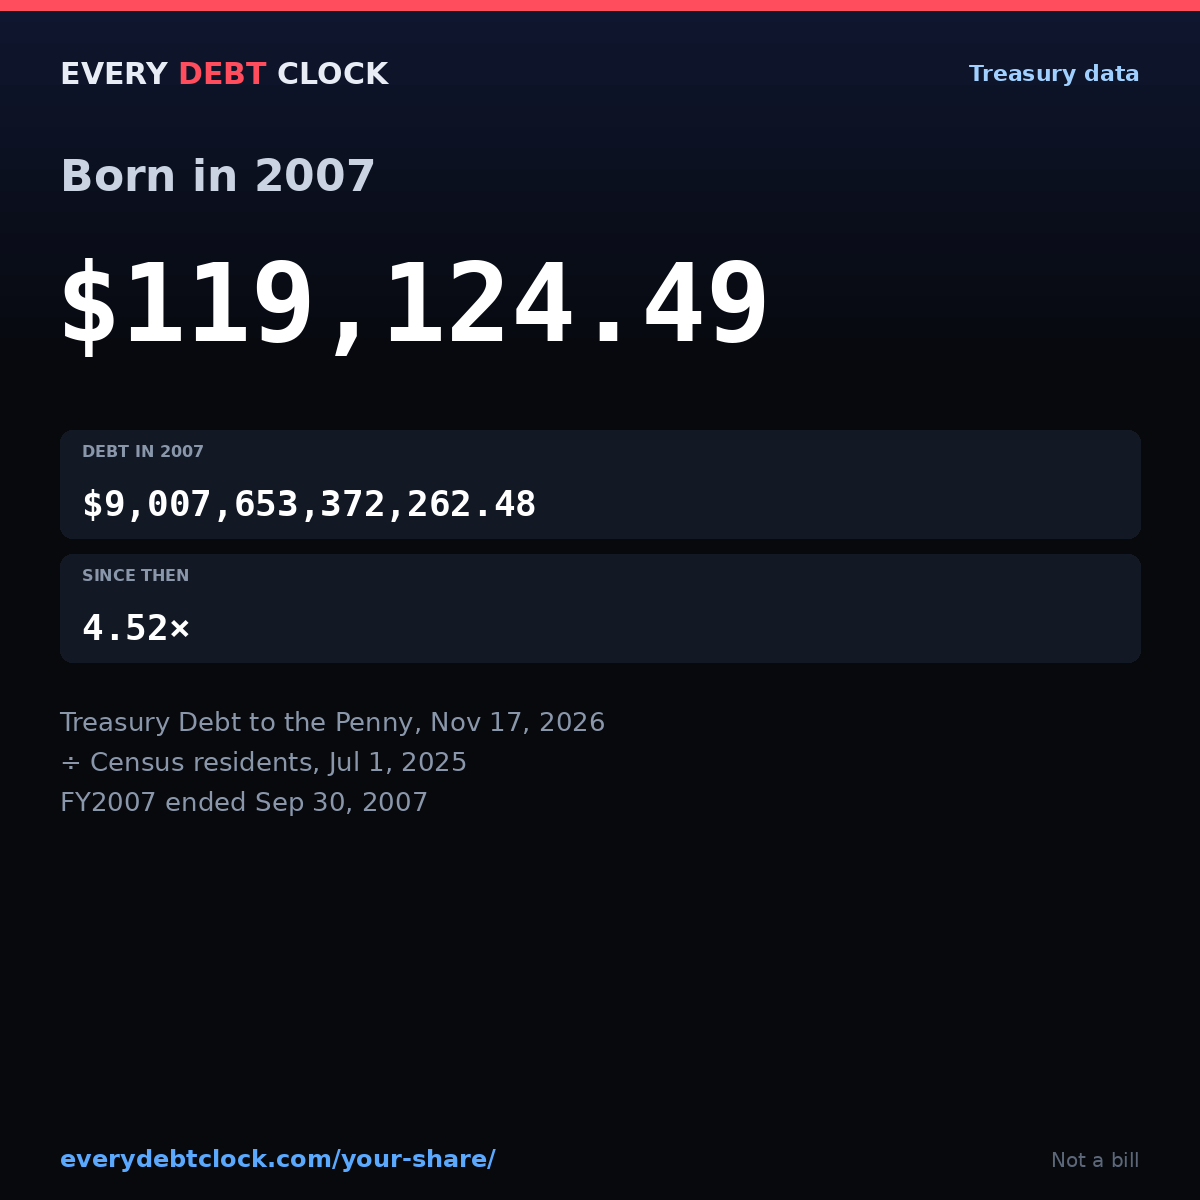 EVERY DEBT CLOCK
Treasury data
Born in 2007
$119,124.49
DEBT IN 2007
$9,007,653,372,262.48
SINCE THEN
4.52×
Treasury Debt to the Penny, Nov 17, 2026
÷ Census residents, Jul 1, 2025
FY2007 ended Sep 30, 2007
everydebtclock.com/your-share/
Not a bill